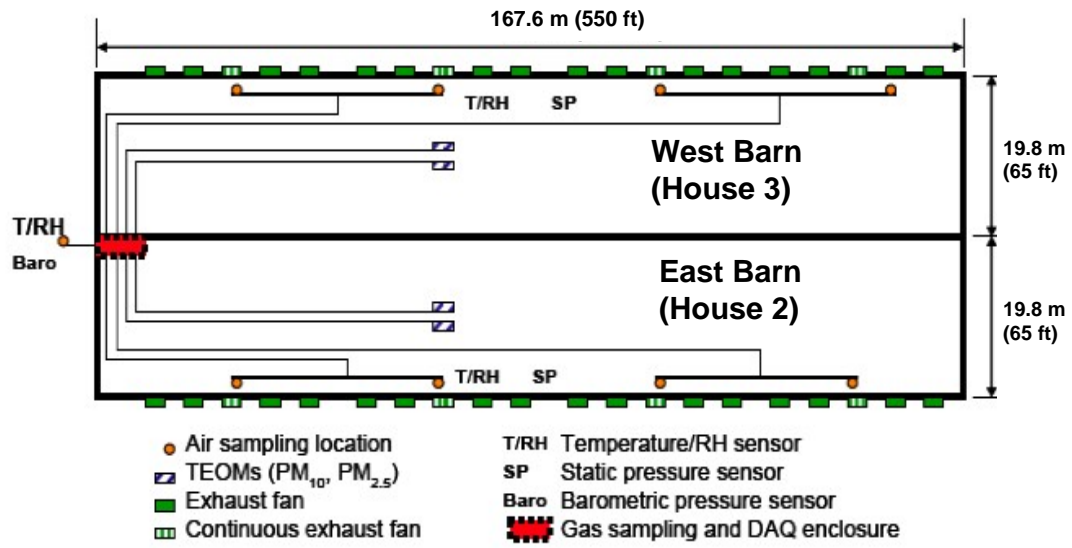 167.6 m (550 ft)
T/RH SP
West Barn
(House 3)
19.8 m
(65 ft)
T/RH
Baro
East Barn
(House 2)
19.8 m
(65 ft)
T/RH SP
Air sampling location
TEOMs (PM10, PM2.5)
Exhaust fan
Continuous exhaust fan
T/RH Temperature/RH sensor
SP Static pressure sensor
Baro Barometric pressure sensor
Gas sampling and DAQ enclosure